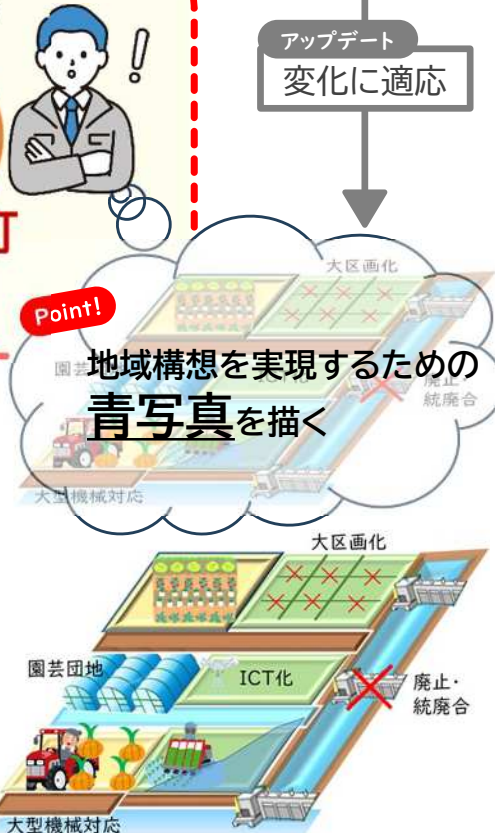 !
アップデート
変化に適応
Point!
大区画化
地域構想を実現するための
青写真を描く
園芸
廃止・
統廃合
大型機械対応
大区画化
園芸団地
ICT化
廃止・
統廃合
大型機械対応